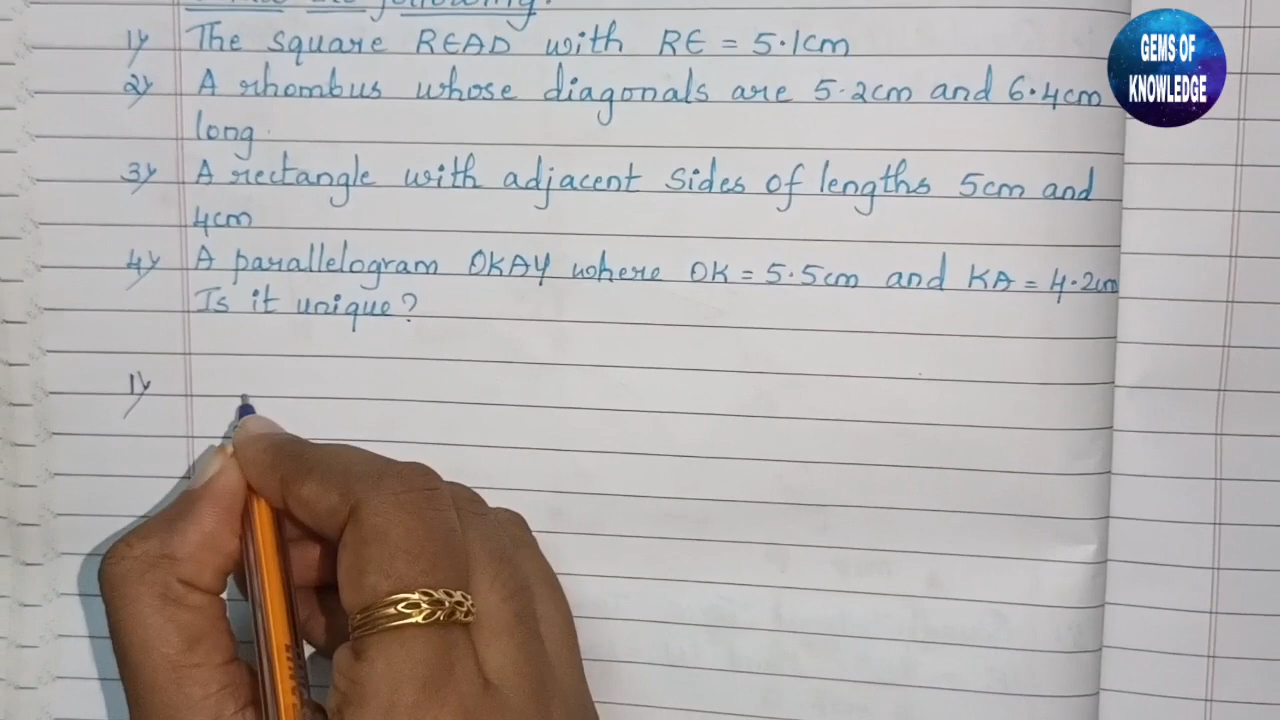 following.
1) The square READ with RE = 5.1cm
2) A rhombus whose diagonals are 5.2cm and 6.4cm
long.
3) A rectangle with adjacent sides of lengths 5cm and
4cm
4) A parallelogram OKAY where OK = 5.5cm and KA = 4.2cm
Is it unique?
1)
GEMS OF
KNOWLEDGE